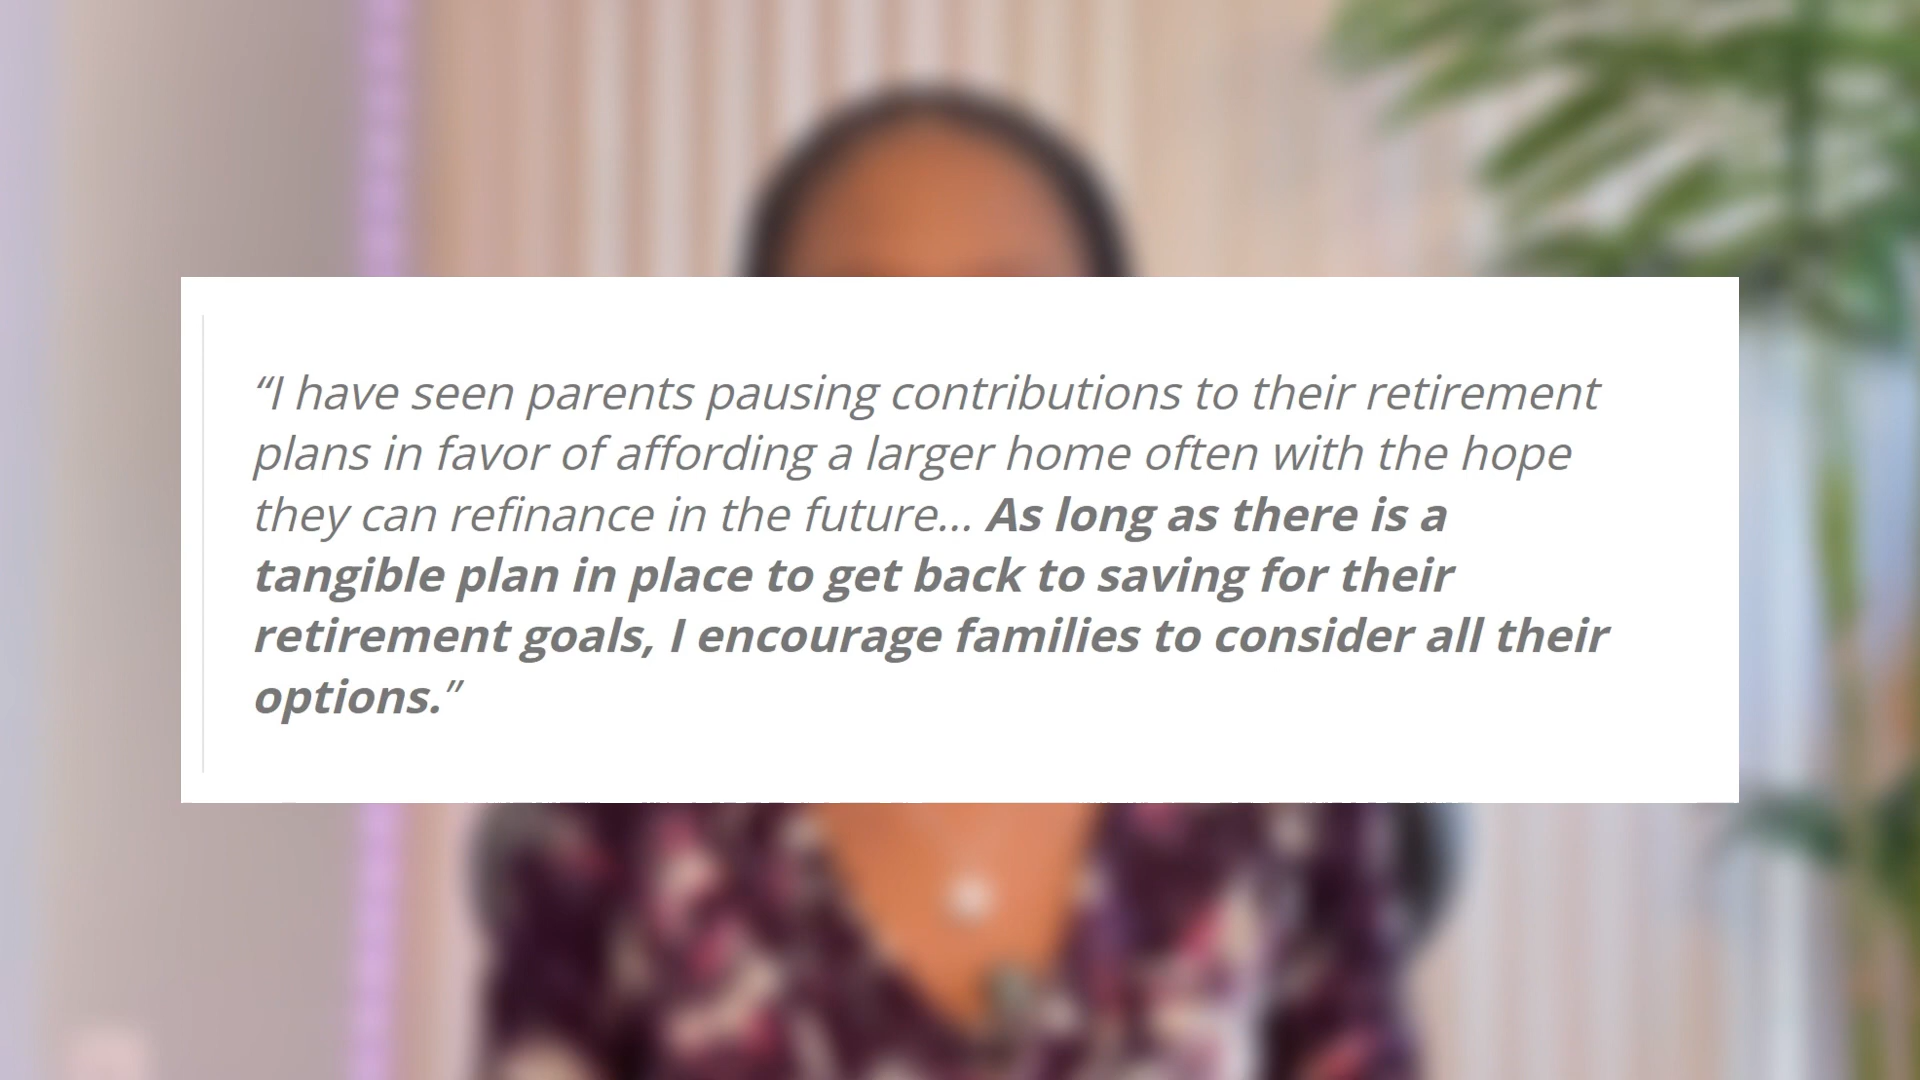 “I have seen parents pausing contributions to their retirement
plans in favor of affording a larger home often with the hope
they can refinance in the future... As long as there is a
tangible plan in place to get back to saving for their
retirement goals, I encourage families to consider all their
options.”